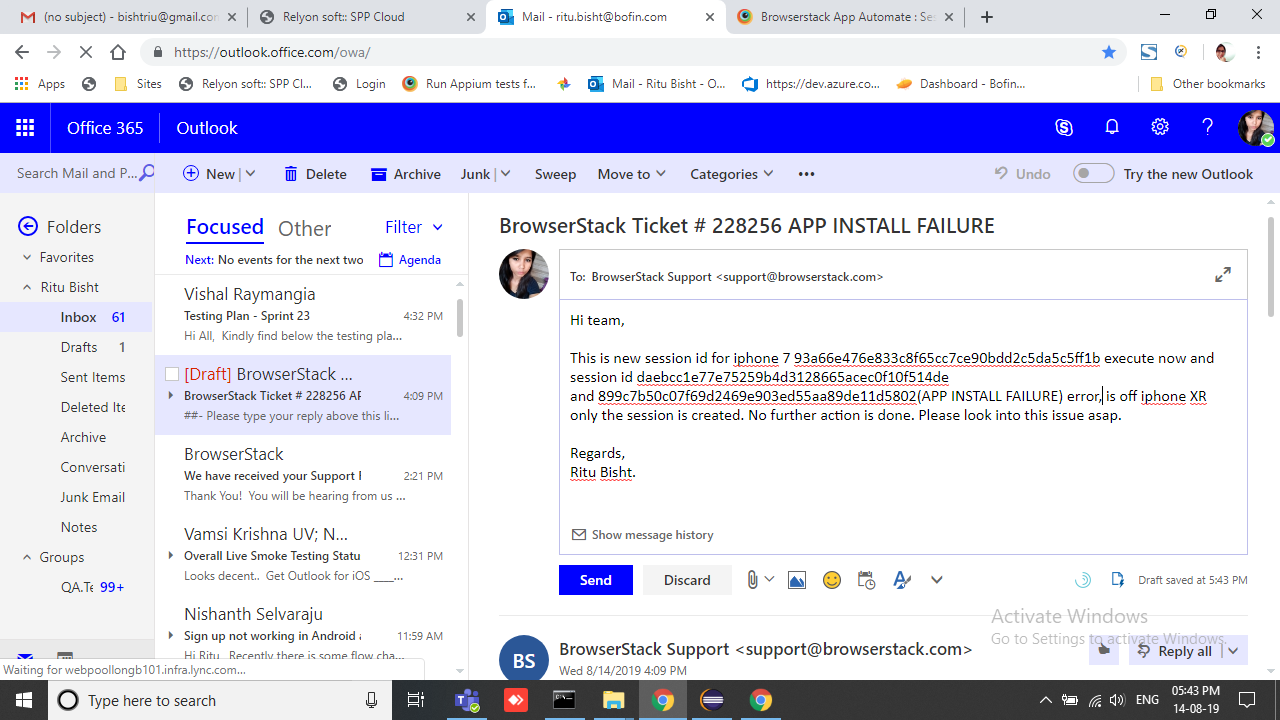 (no subject) - bishtriu@gmail.con
Relyon soft:: SPP Cloud
Mail - ritu.bisht@bofin.com
Browserstack App Automate : Se
https://outlook.office.com/owa/
Apps
Sites
Relyon soft:: SPP Cl...
Login
Run Appium tests f...
Mail - Ritu Bisht - O...
https://dev.azure.co...
Dashboard - Bofin...
Other bookmarks
Office 365
Outlook
Search Mail and P...
New
Delete
Archive
Junk
Sweep
Move to
Categories
Undo
Try the new Outlook
Folders
Favorites
Ritu Bisht
Inbox 61
Drafts 1
Sent Items
Deleted Ite
Archive
Conversati
Junk Email
Notes
Groups
QA.Te 99+
Focused Other Filter
Next: No events for the next two Agenda
Vishal Raymangia
Testing Plan - Sprint 23 4:32 PM
Hi All, Kindly find below the testing pla...
[Draft] BrowserStack ...
BrowserStack Ticket # 228256 AP 4:09 PM
##- Please type your reply above this li...
BrowserStack
We have received your Support R 2:21 PM
Thank You! You will be hearing from us ...
Vamsi Krishna UV; N...
Overall Live Smoke Testing Statu 12:31 PM
Looks decent.. Get Outlook for iOS ____...
Nishanth Selvaraju
Sign up not working in Android a 11:59 AM
Hi Ritu, Recently there is some flow cha...
BrowserStack Ticket # 228256 APP INSTALL FAILURE
To: BrowserStack Support <support@browserstack.com>
Hi team,
This is new session id for iphone 7 93a66e476e833c8f65cc7ce90bdd2c5da5c5ff1b execute now and
session id daebcc1e77e75259b4d3128665acec0f10f514de
and 899c7b50c07f69d2469e903ed55aa89de11d5802(APP INSTALL FAILURE) error, is off iphone XR
only the session is created. No further action is done. Please look into this issue asap.
Regards,
Ritu Bisht.
Show message history
Send
Discard
Draft saved at 5:43 PM
Activate Windows
Go to Settings to activate Windows.
BS
BrowserStack Support <support@browserstack.com>
Wed 8/14/2019 4:09 PM
Reply all
Waiting for webpoollongb101.infra.lync.com...
Type here to search
ENG
05:43 PM
14-08-19